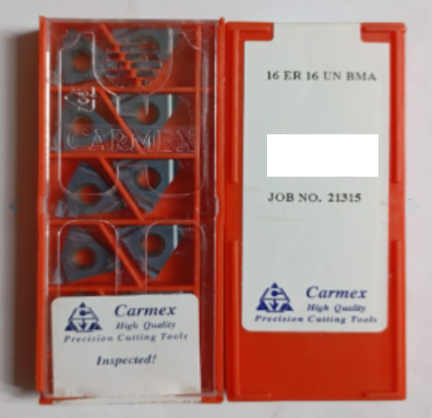 CARMEX
Carmex
High Quality
Precision Cutting Tools
Inspected!
16 ER 16 UN BMA
JOB NO. 21315
Carmex
High Quality
Precision Cutting Tools